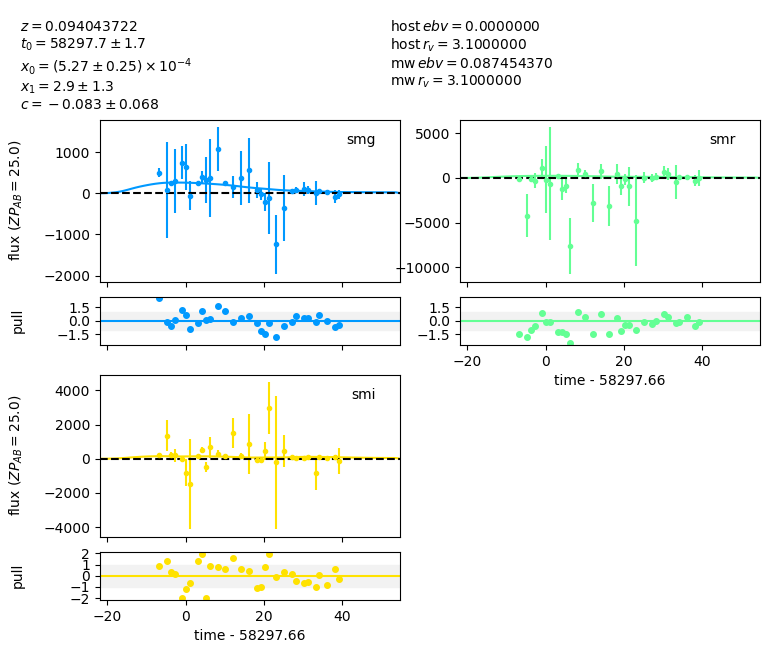 z = 0.094043722
t₀ = 58297.7 ± 1.7
x₀ = (5.27 ± 0.25) × 10⁻⁴
x₁ = 2.9 ± 1.3
c = −0.083 ± 0.068
host ebv = 0.0000000
host r_v = 3.1000000
mw ebv = 0.087454370
mw r_v = 3.1000000
flux (ZP_AB = 25.0)
1000
0
−1000
−2000
smg
5000
0
−5000
−10000
smr
pull
1.5
0.0
−1.5
1.5
0.0
−1.5
−20
0
20
40
time - 58297.66
flux (ZP_AB = 25.0)
4000
2000
0
−2000
−4000
smi
pull
2
1
0
−1
−2
−20
0
20
40
time - 58297.66